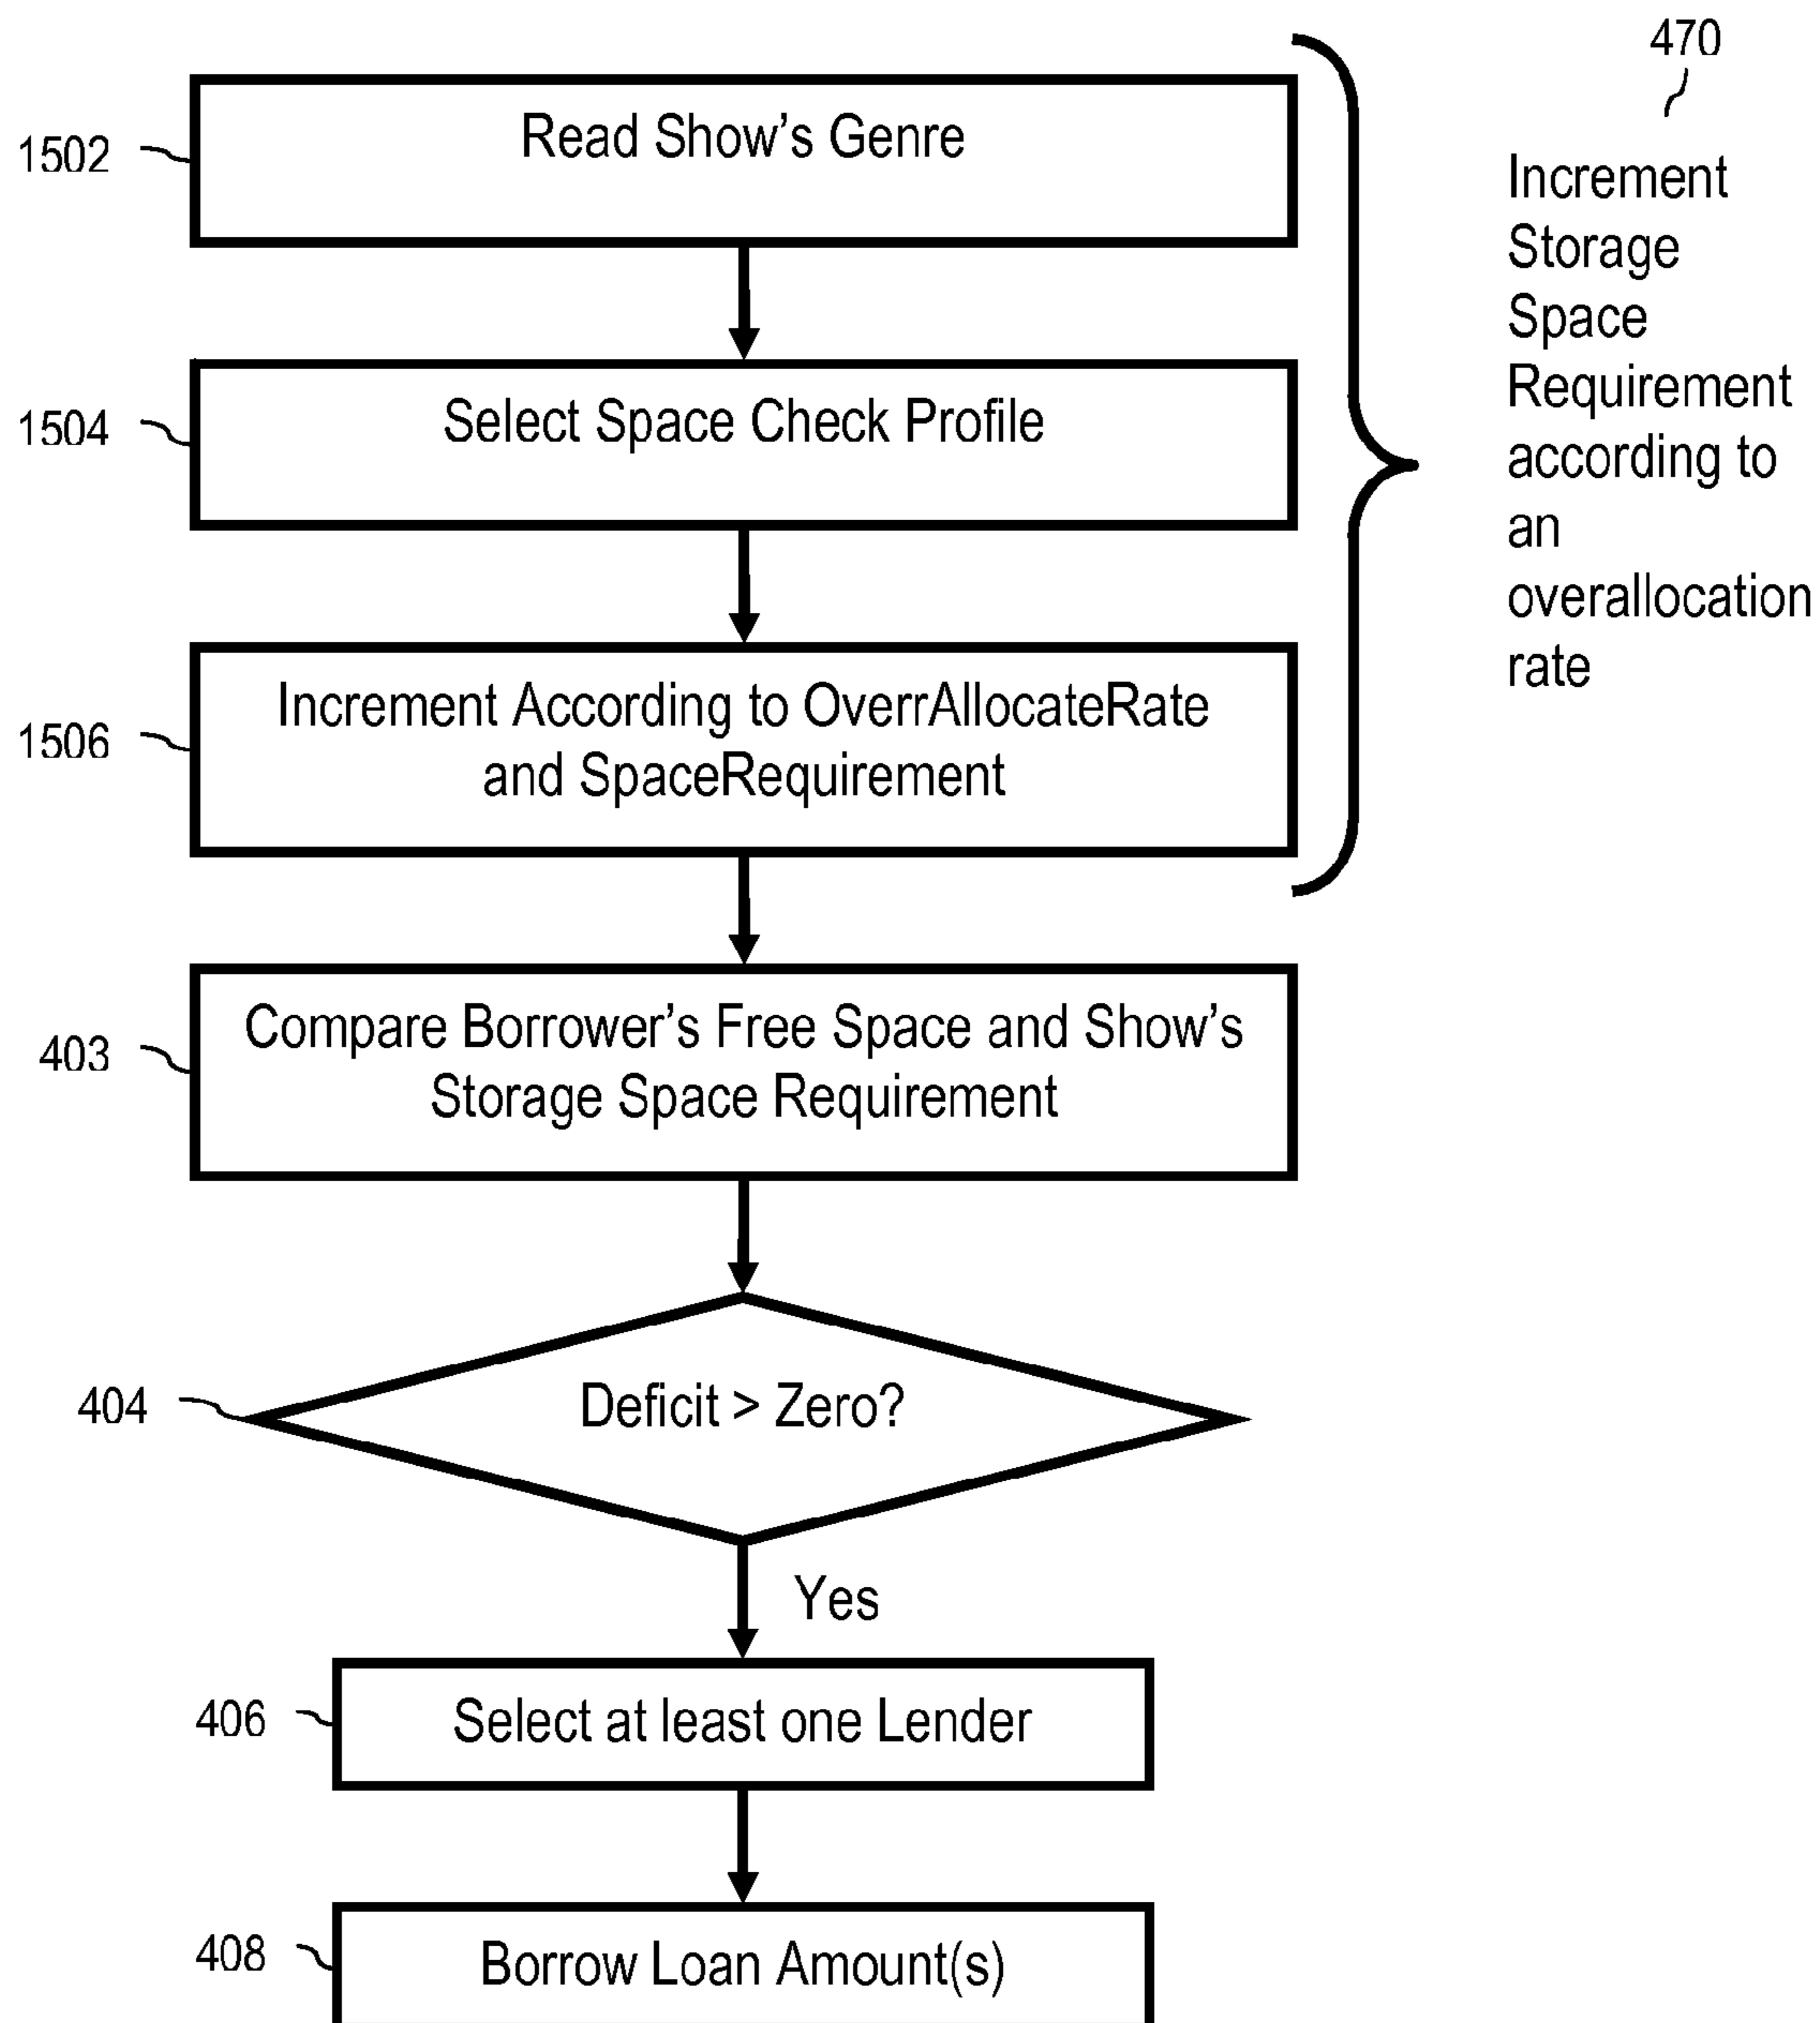 470
1502
Read Show's Genre
Increment
Storage
Space
Requirement
according to
an
overallocation
rate
1504
Select Space Check Profile
1506
Increment According to OverrAllocateRate
and SpaceRequirement
403
Compare Borrower's Free Space and Show's
Storage Space Requirement
404
Deficit > Zero?
Yes
406
Select at least one Lender
408
Borrow Loan Amount(s)